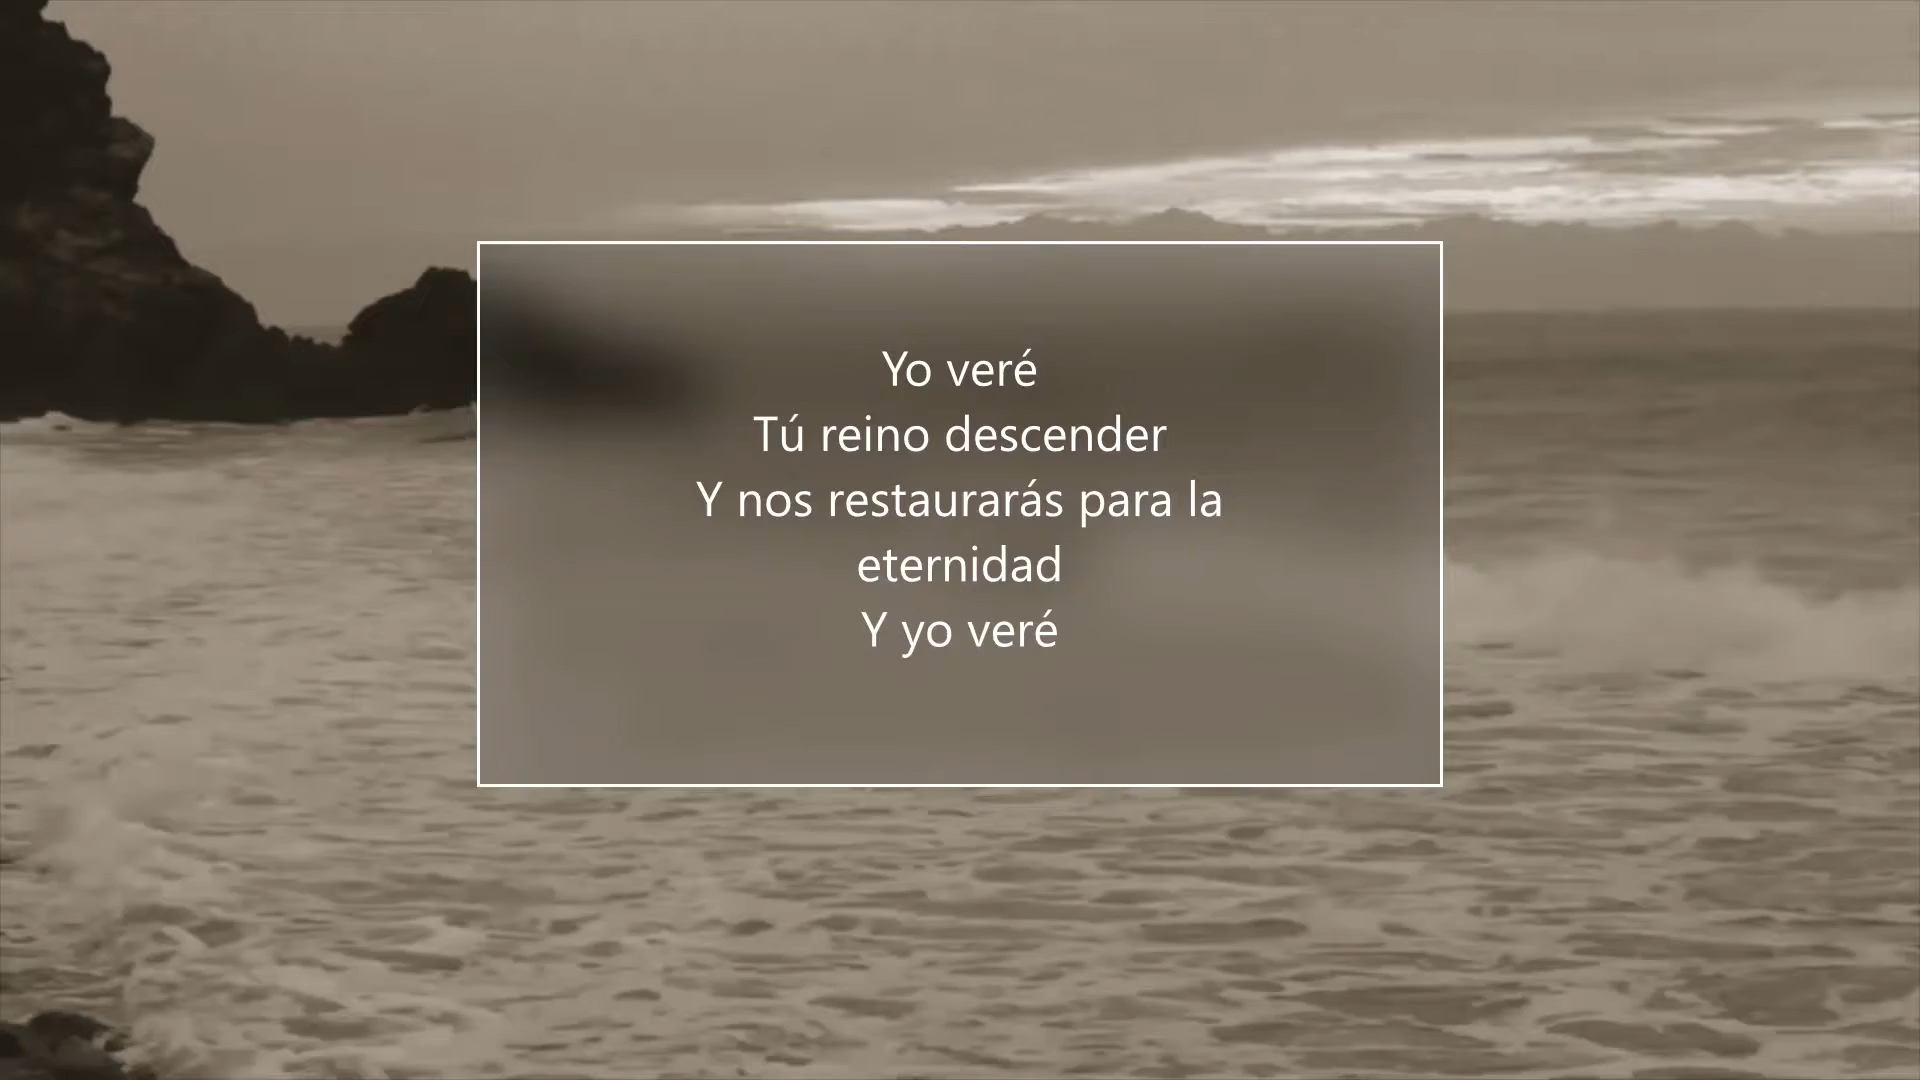 Yo veré
Tú reino descender
Y nos restaurarás para la
eternidad
Y yo veré